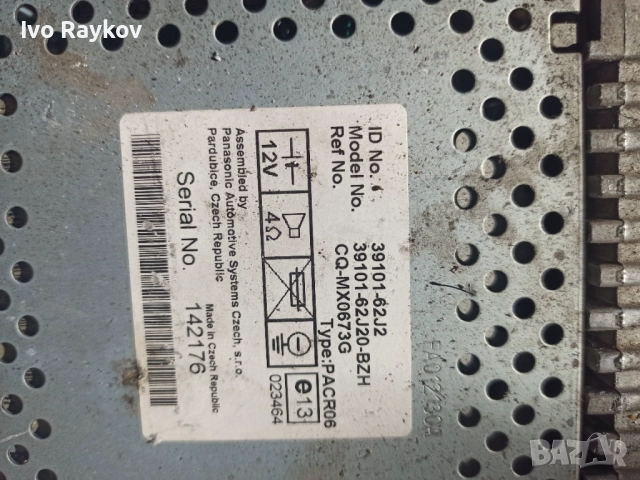 Ivo Raykov
ID No. 39101-62J2
Model No. 39101-62J20-BZH
Ref No. CQ-MX0673G
Type:PACR06
12V
4Ω
e13
023464
Assembled by
Panasonic Automotive Systems Czech, s.r.o.
Pardubice, Czech Republic
Made in Czech Republic
Serial No. 142176
BAZAR